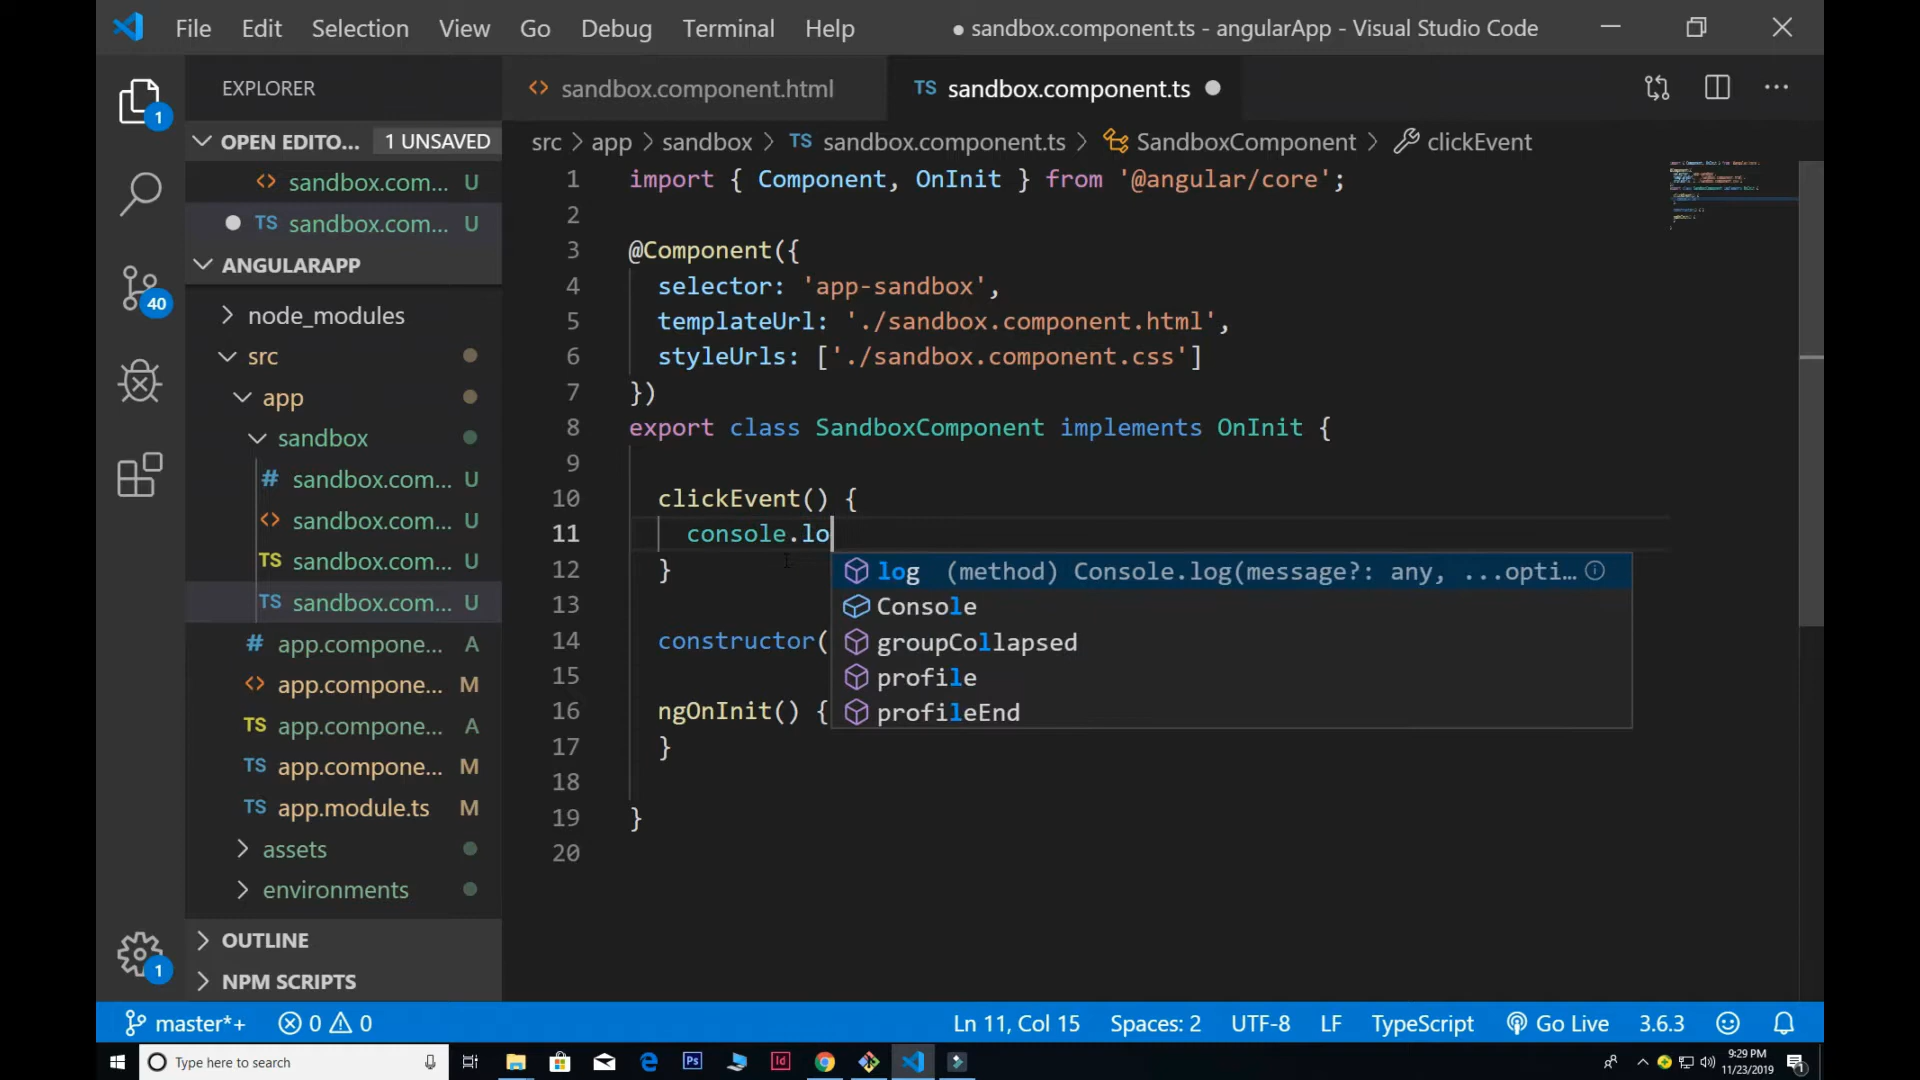 File Edit Selection View Go Debug Terminal Help ● sandbox.component.ts - angularApp - Visual Studio Code
EXPLORER
OPEN EDITO... 1 UNSAVED
sandbox.com... U
TS sandbox.com... U
ANGULARAPP
node_modules
src
app
sandbox
# sandbox.com... U
sandbox.com... U
TS sandbox.com... U
TS sandbox.com... U
# app.compone... A
app.compone... M
TS app.compone... A
TS app.compone... M
TS app.module.ts M
assets
environments
OUTLINE
NPM SCRIPTS
1
40
1
sandbox.component.html TS sandbox.component.ts
src > app > sandbox > TS sandbox.component.ts > SandboxComponent > clickEvent
1 import { Component, OnInit } from '@angular/core';
2
3 @Component({
4 selector: 'app-sandbox',
5 templateUrl: './sandbox.component.html',
6 styleUrls: ['./sandbox.component.css']
7 })
8 export class SandboxComponent implements OnInit {
9
10 clickEvent() {
11 console.lo
12 }
13
14 constructor(
15
16 ngOnInit() {
17 }
18
19 }
20
log (method) Console.log(message?: any, ...opti...
Console
groupCollapsed
profile
profileEnd
master*+ 0 0 Ln 11, Col 15 Spaces: 2 UTF-8 LF TypeScript Go Live 3.6.3
Type here to search
Ps
Id
9:29 PM
11/23/2019
1